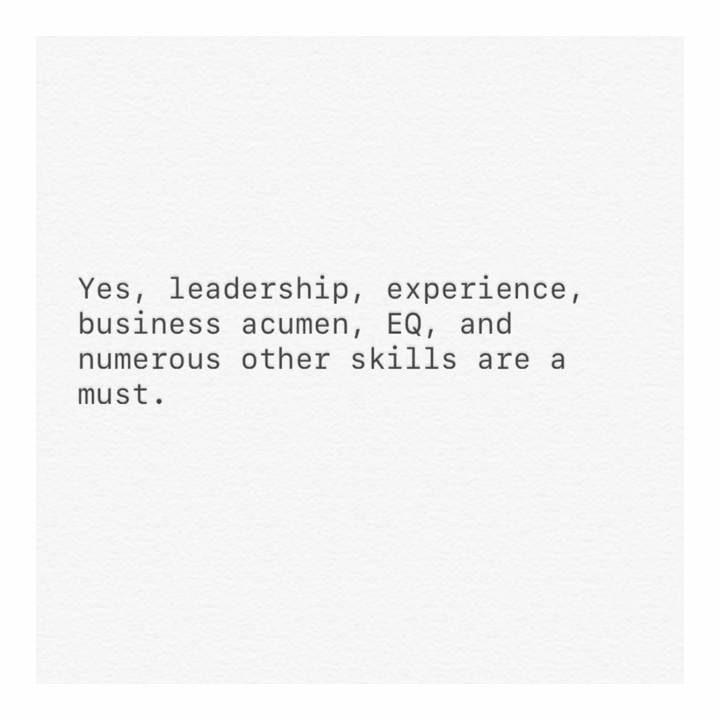 Yes, leadership, experience,
business acumen, EQ, and
numerous other skills are a
must.